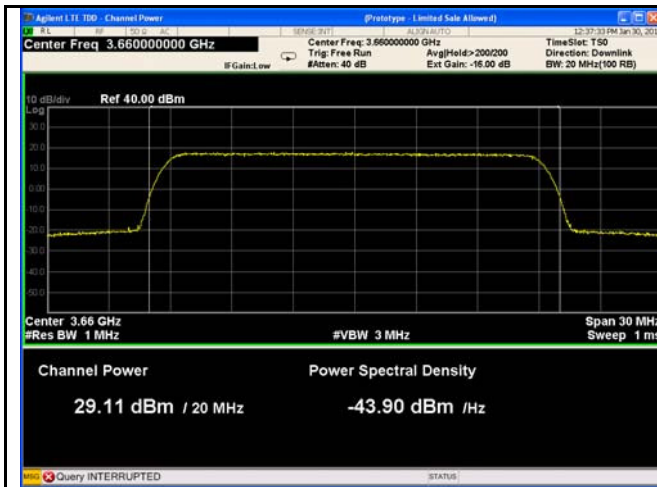 Agilent LTE TDD - Channel Power (Prototype - Limited Sale Allowed)
RL RF 50 Ω AC SENSE:INT ALIGN AUTO 12:37:33 PM Jan 30, 201
Center Freq 3.660000000 GHz Center Freq: 3.660000000 GHz TimeSlot: TS0
Trig: Free Run Avg|Hold:>200/200 Direction: Downlink
IFGain:Low #Atten: 40 dB Ext Gain: -16.00 dB BW: 20 MHz(100 RB)
10 dB/div Ref 40.00 dBm
Log
30.0
20.0
10.0
0.00
-10.0
-20.0
-30.0
-40.0
-50.0
Center 3.66 GHz Span 30 MHz
#Res BW 1 MHz #VBW 3 MHz Sweep 1 ms
Channel Power Power Spectral Density
29.11 dBm / 20 MHz -43.90 dBm /Hz
MSG Query INTERRUPTED STATUS